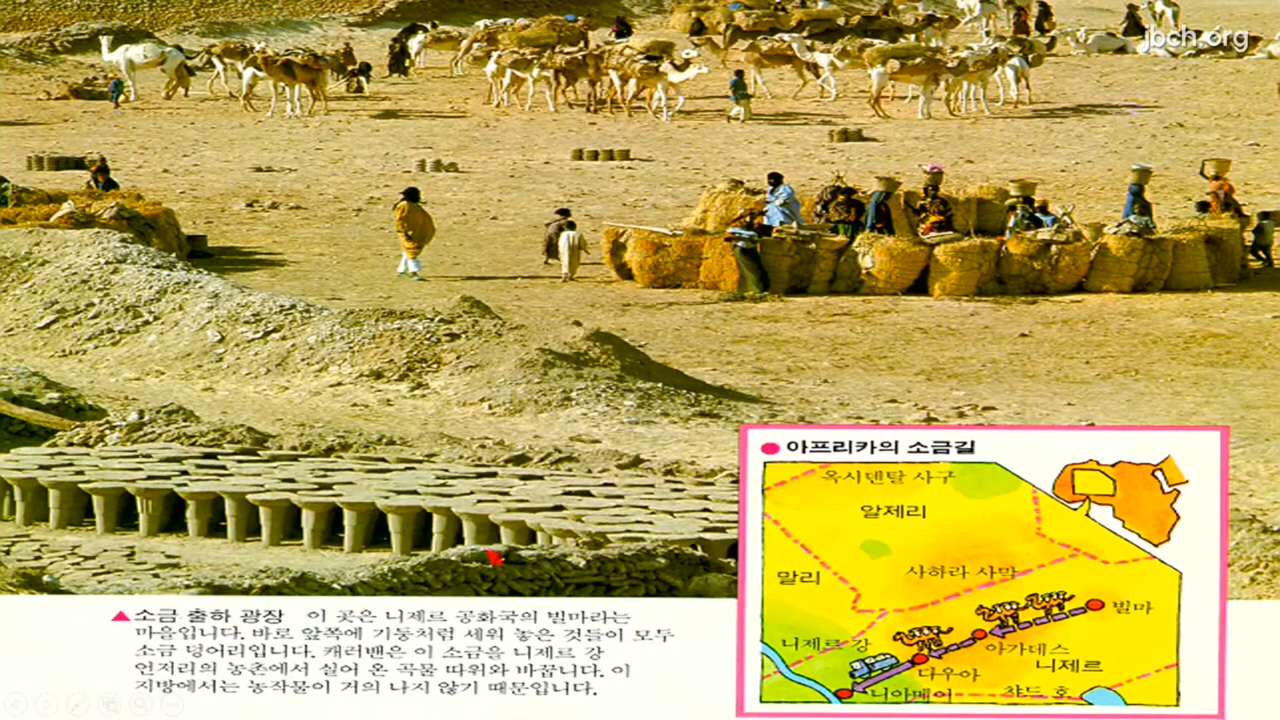 jbch.org
▲소금 출하 광장 이 곳은 니제르 공화국의 빌마라는
마을입니다. 바로 앞쪽에 기둥처럼 세워 놓은 것들이 모두
소금 덩어리입니다. 캐러밴은 이 소금을 니제르 강
언저리의 농촌에서 실어 온 곡물 따위와 바꿉니다. 이
지방에서는 농작물이 거의 나지 않기 때문입니다.
●아프리카의 소금길
옥시덴탈 사구
알제리
말리
사하라 사막
빌마
니제르 강
아가데스
니제르
다우아
니아메이
챠드 호